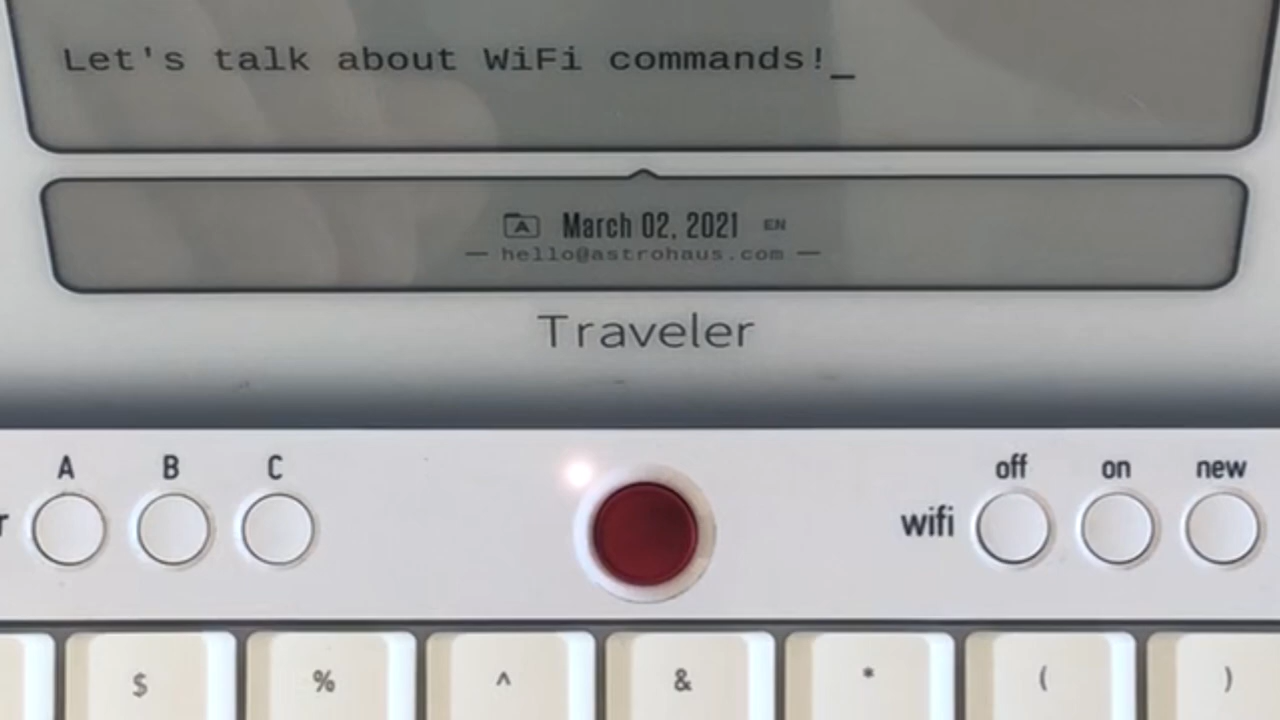 Let's talk about WiFi commands!_
A March 02, 2021 EN
— hello@astrohaus.com —
Traveler
A B C
off on new
r
wifi
$ % ^ & * ( )